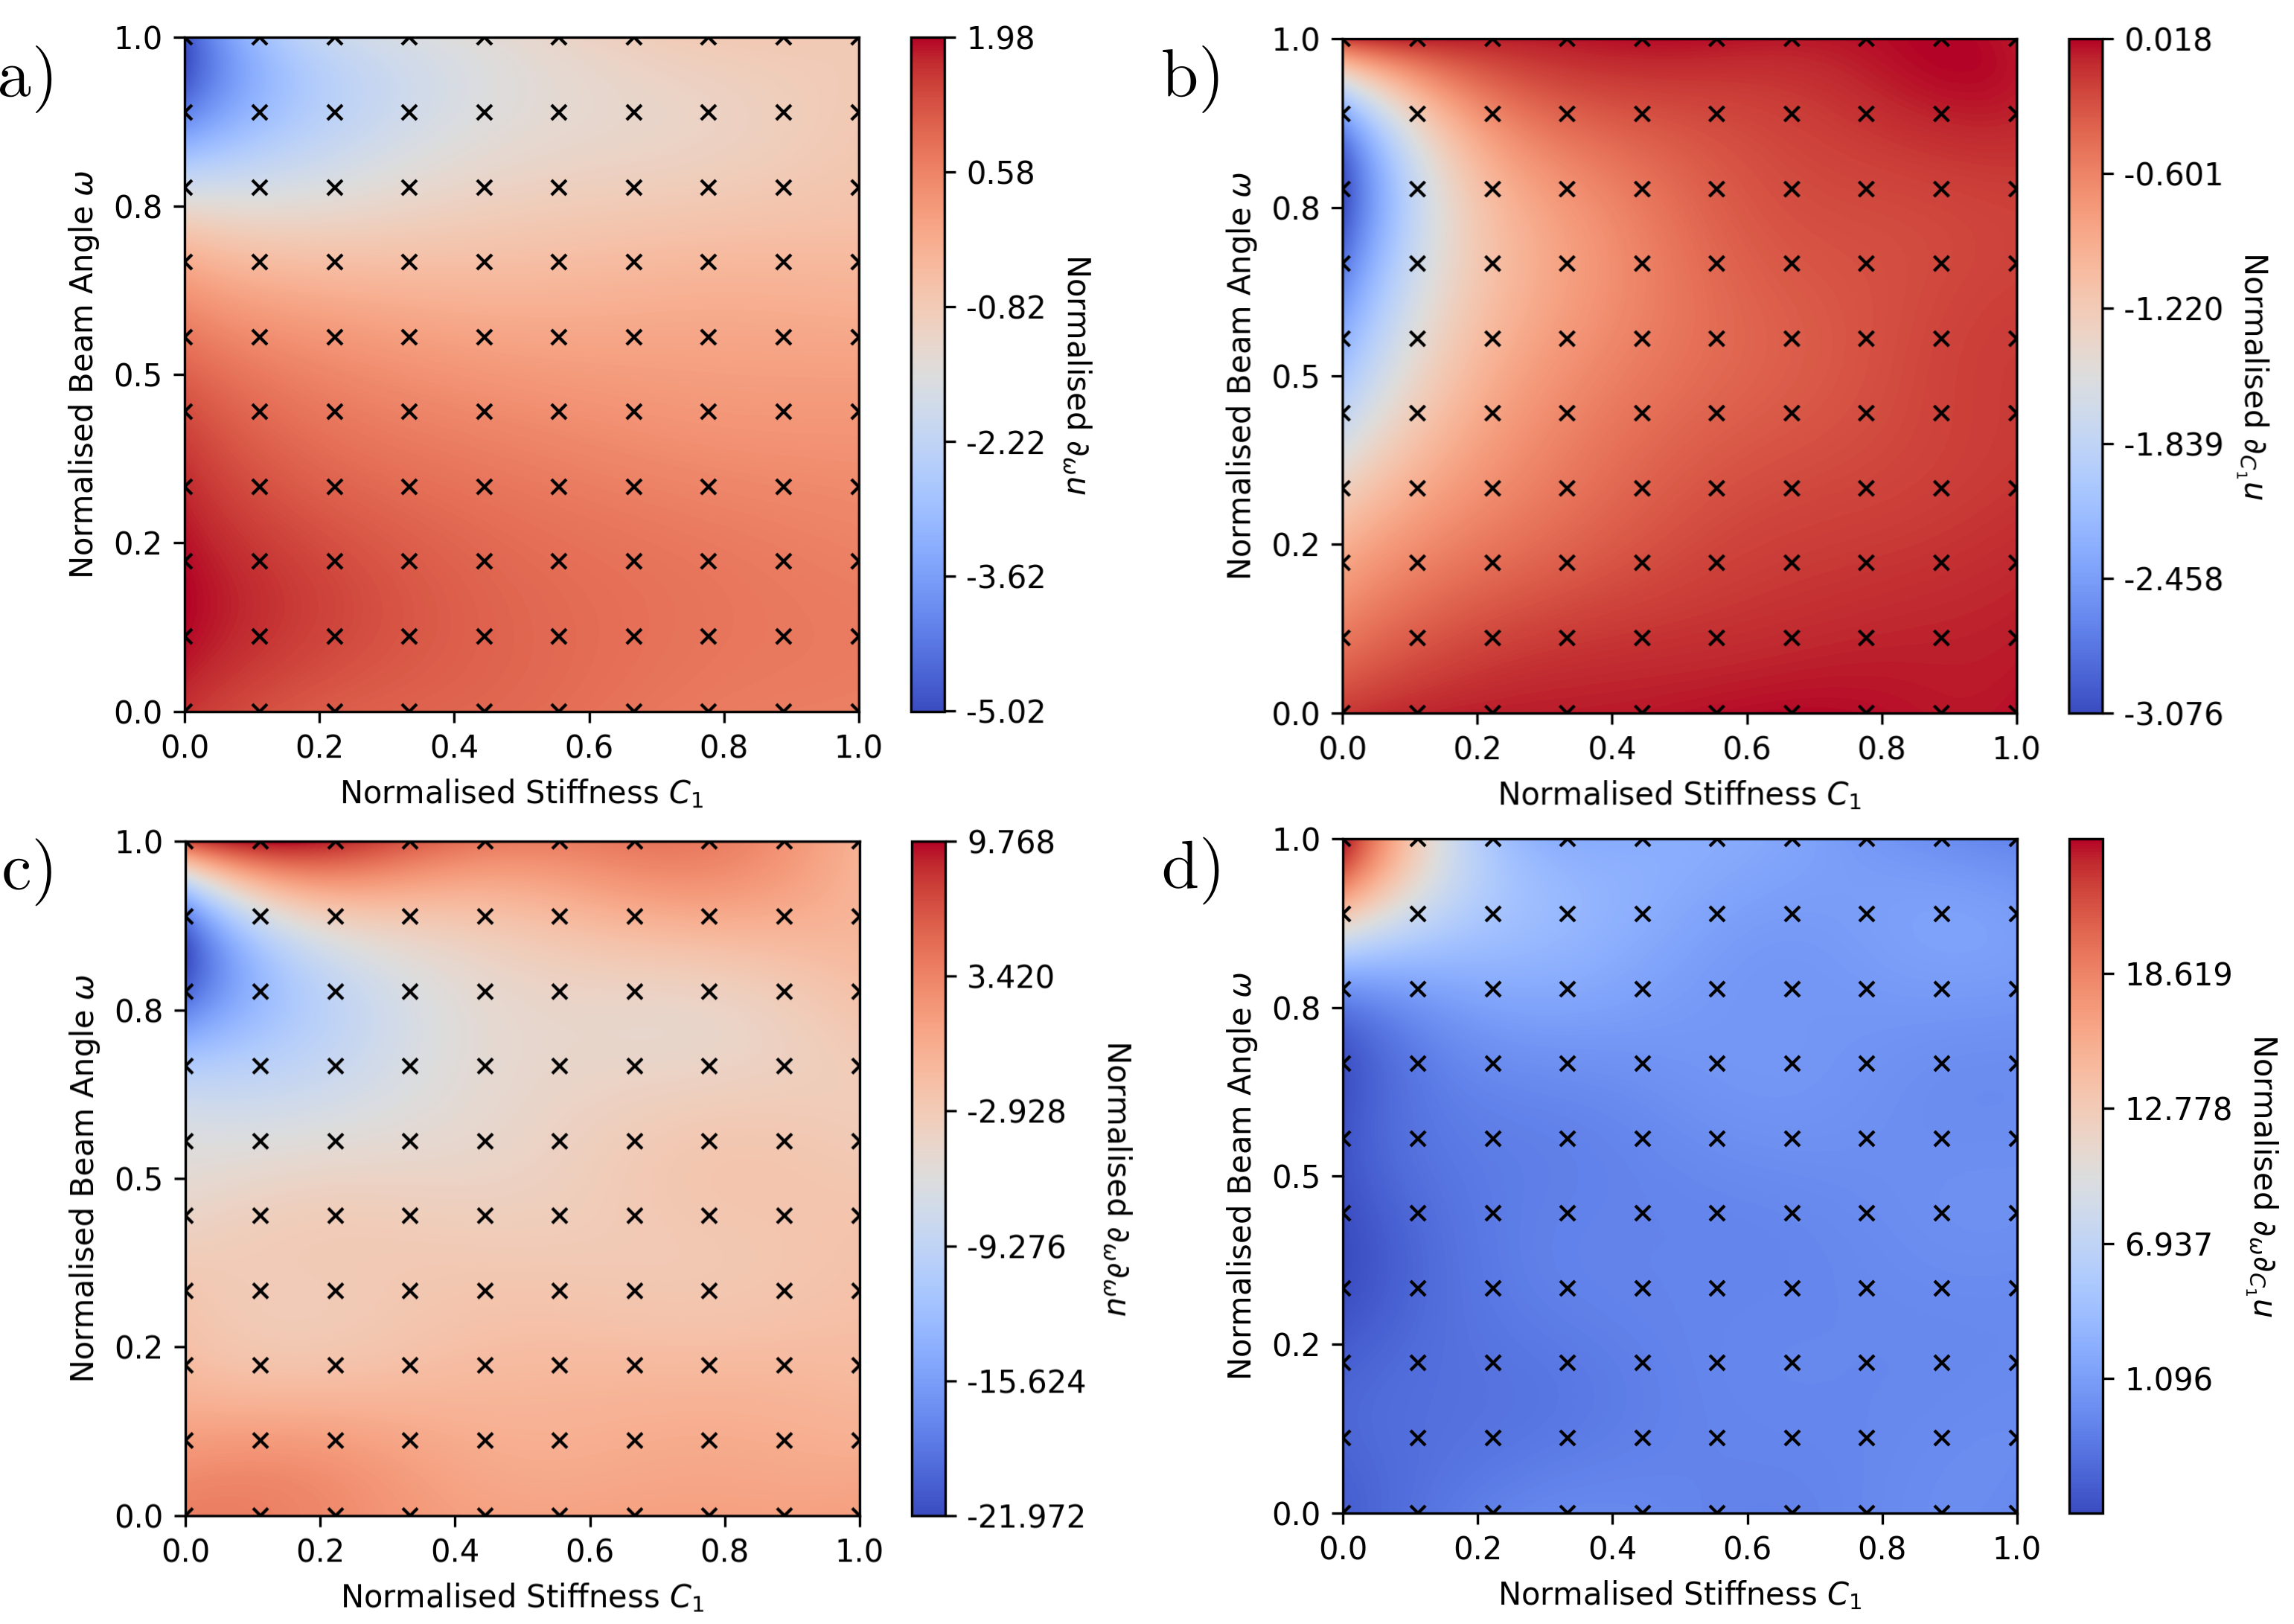 a)
1.0
0.8
0.5
0.2
0.0
Normalised Beam Angle ω
0.0 0.2 0.4 0.6 0.8 1.0
Normalised Stiffness C₁
1.98
0.58
-0.82
-2.22
-3.62
-5.02
Normalised ∂ωu
b)
1.0
0.8
0.5
0.2
0.0
Normalised Beam Angle ω
0.0 0.2 0.4 0.6 0.8 1.0
Normalised Stiffness C₁
0.018
-0.601
-1.220
-1.839
-2.458
-3.076
Normalised ∂C₁u
c)
1.0
0.8
0.5
0.2
0.0
Normalised Beam Angle ω
0.0 0.2 0.4 0.6 0.8 1.0
Normalised Stiffness C₁
9.768
3.420
-2.928
-9.276
-15.624
-21.972
Normalised ∂ω∂ωu
d)
1.0
0.8
0.5
0.2
0.0
Normalised Beam Angle ω
0.0 0.2 0.4 0.6 0.8 1.0
Normalised Stiffness C₁
18.619
12.778
6.937
1.096
Normalised ∂ω∂C₁u